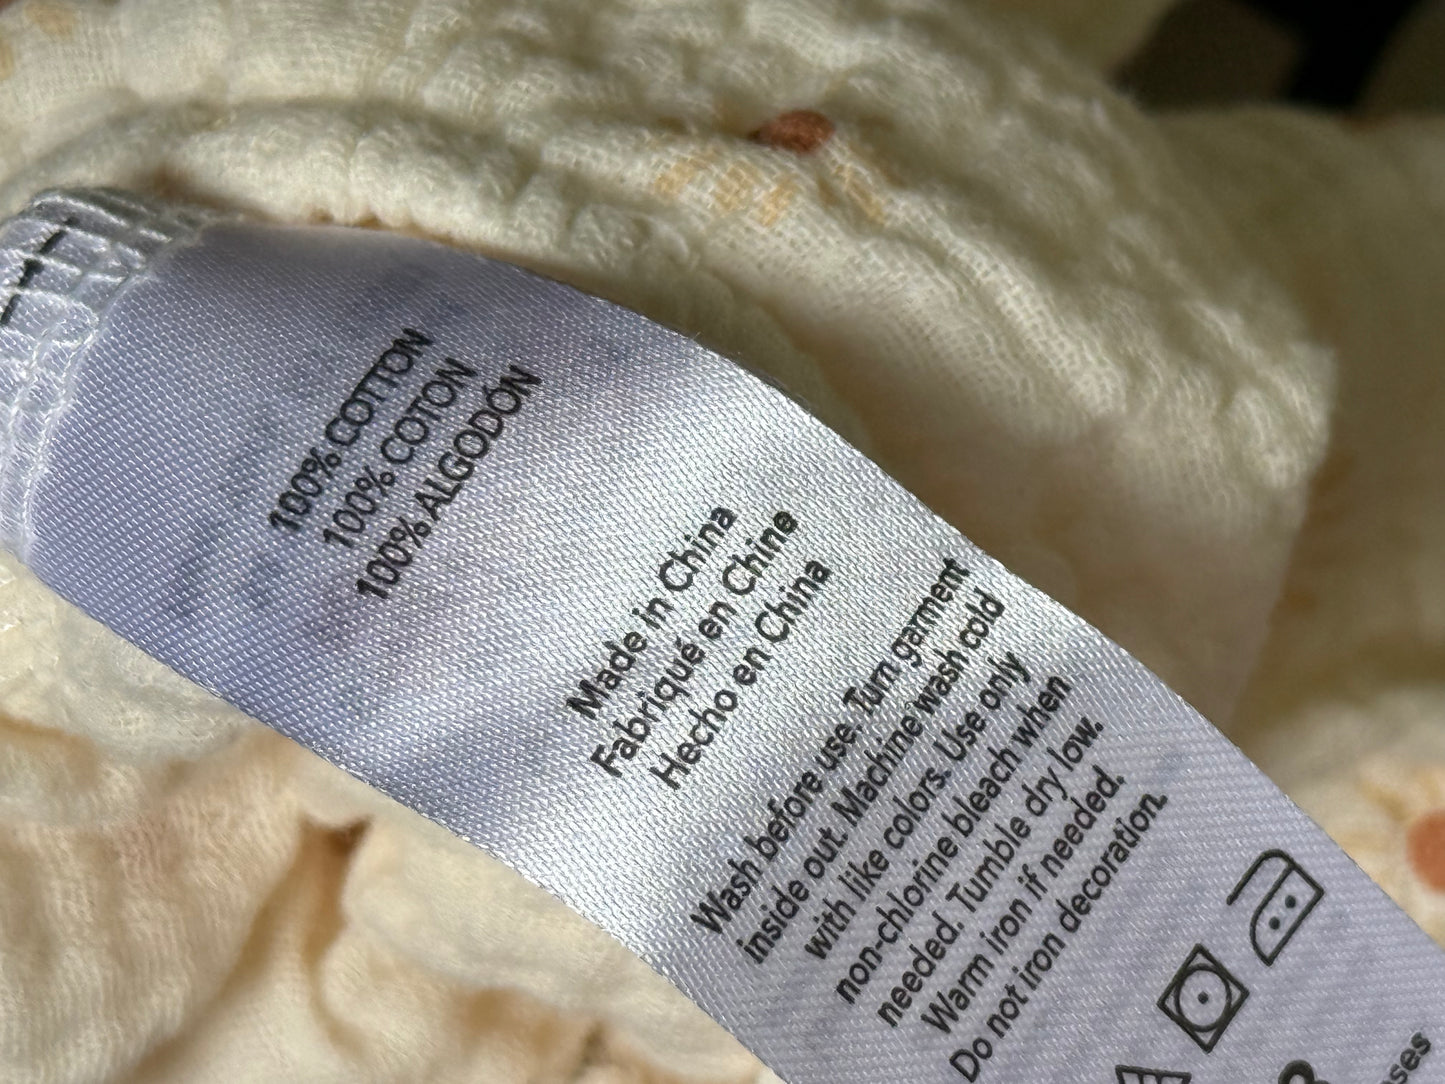 100% COTTON
100% COTON
100% ALGODÓN
Made in China
Fabriqué en Chine
Hecho en China
Wash before use. Turn garment
inside out. Machine wash cold
with like colors. Use only
non-chlorine bleach when
needed. Tumble dry low.
Warm iron if needed.
Do not iron decoration.